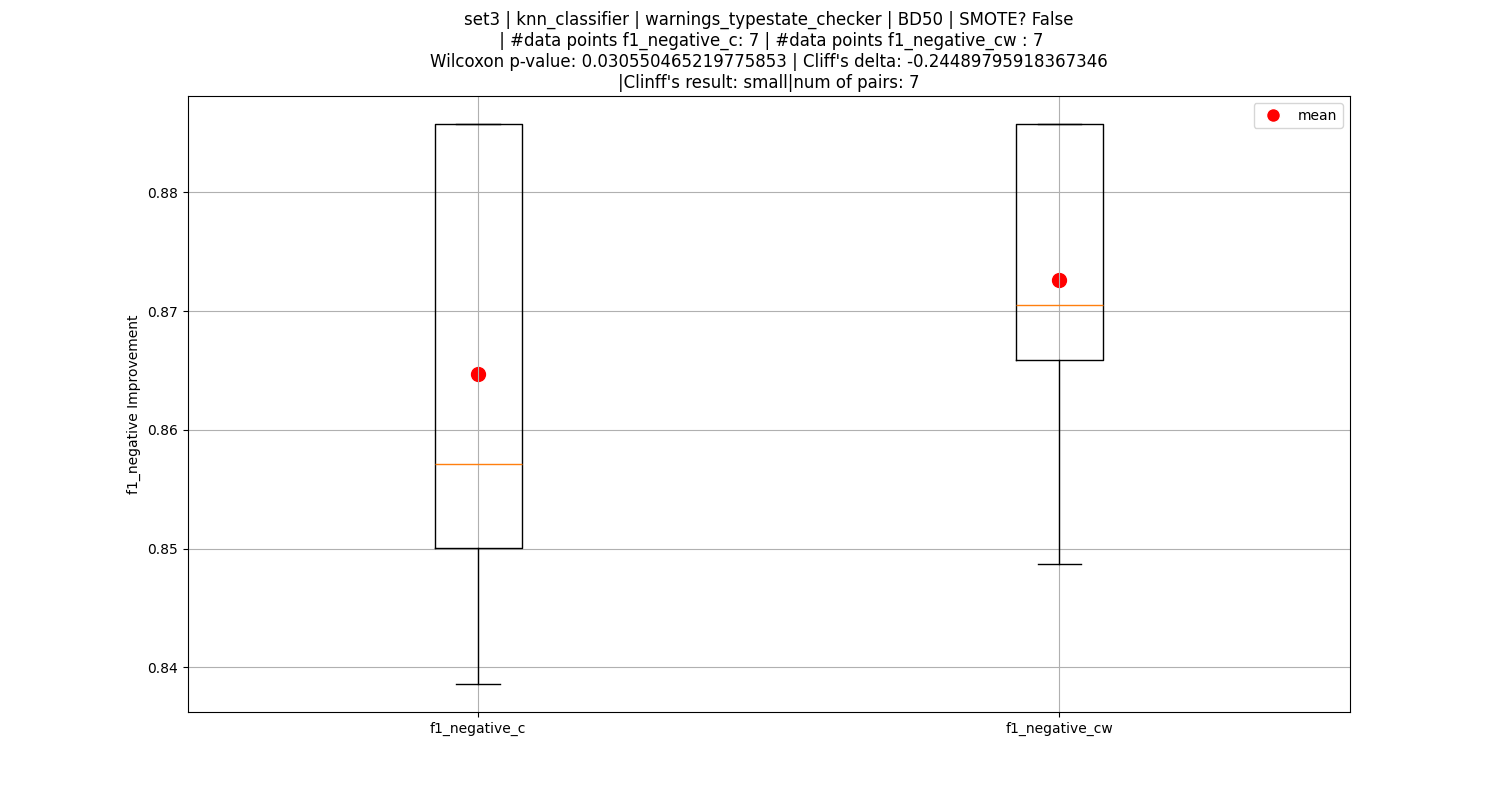 set3 | knn_classifier | warnings_typestate_checker | BD50 | SMOTE? False
| #data points f1_negative_c: 7 | #data points f1_negative_cw : 7
Wilcoxon p-value: 0.030550465219775853 | Cliff's delta: -0.24489795918367346
|Clinff's result: small|num of pairs: 7
mean
0.88
0.87
0.86
0.85
0.84
f1_negative Improvement
f1_negative_c
f1_negative_cw